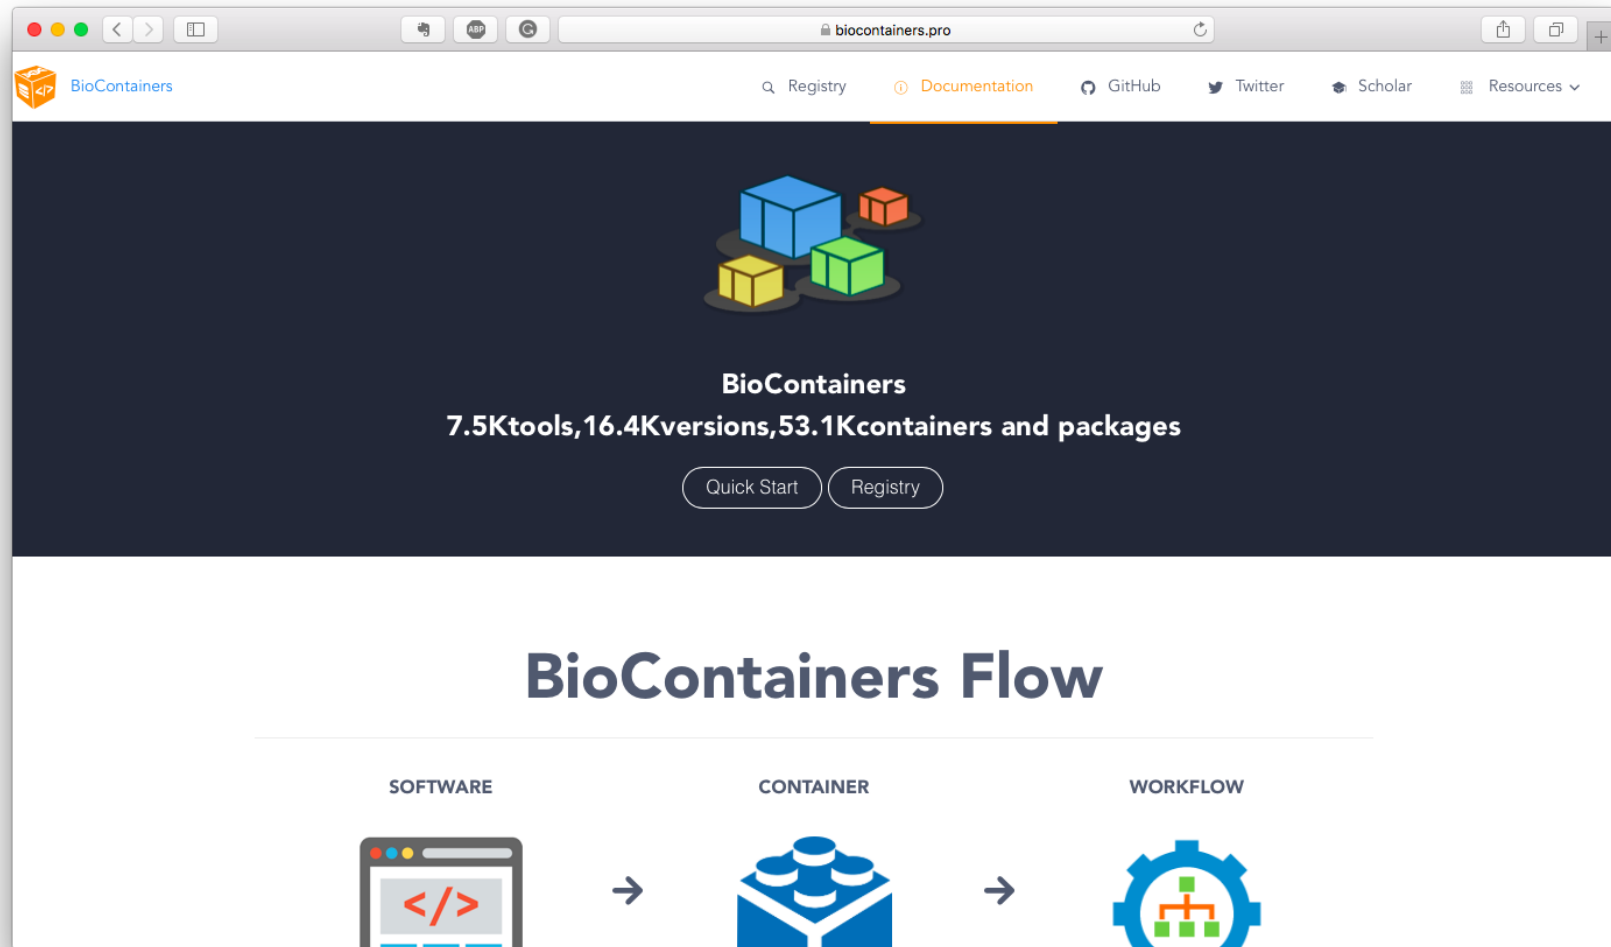 ABP
biocontainers.pro
BioContainers
Registry
Documentation
GitHub
Twitter
Scholar
Resources
BioContainers
7.5Ktools,16.4Kversions,53.1Kcontainers and packages
Quick Start
Registry
BioContainers Flow
SOFTWARE
CONTAINER
WORKFLOW
</>